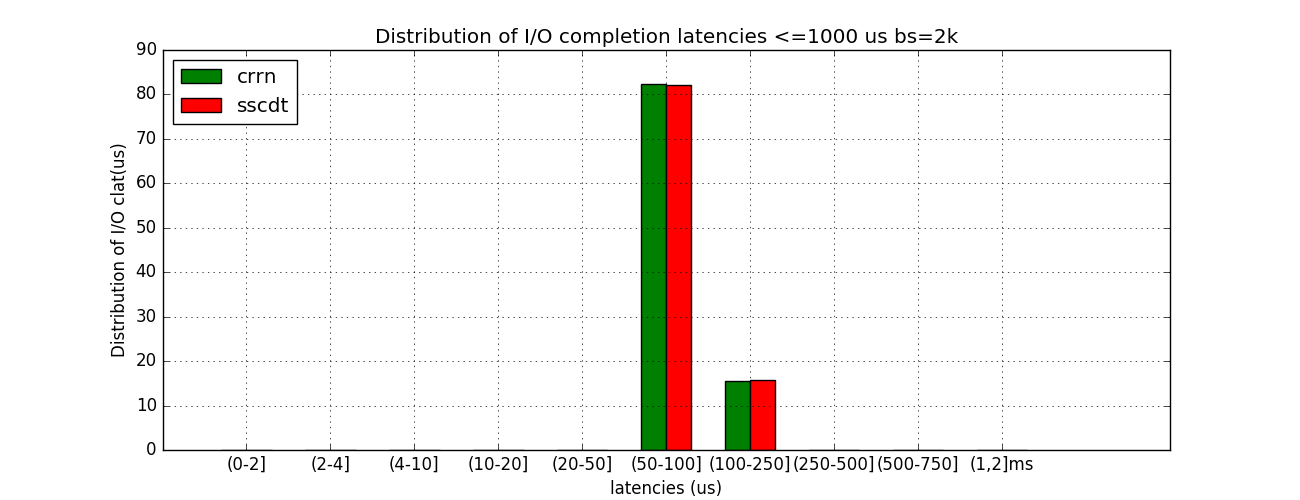 Distribution of I/O completion latencies <=1000 us bs=2k
crrn
sscdt
Distribution of I/O clat(us)
90
80
70
60
50
40
30
20
10
0
(0-2] (2-4] (4-10] (10-20] (20-50] (50-100] (100-250] (250-500] (500-750] (1,2]ms
latencies (us)